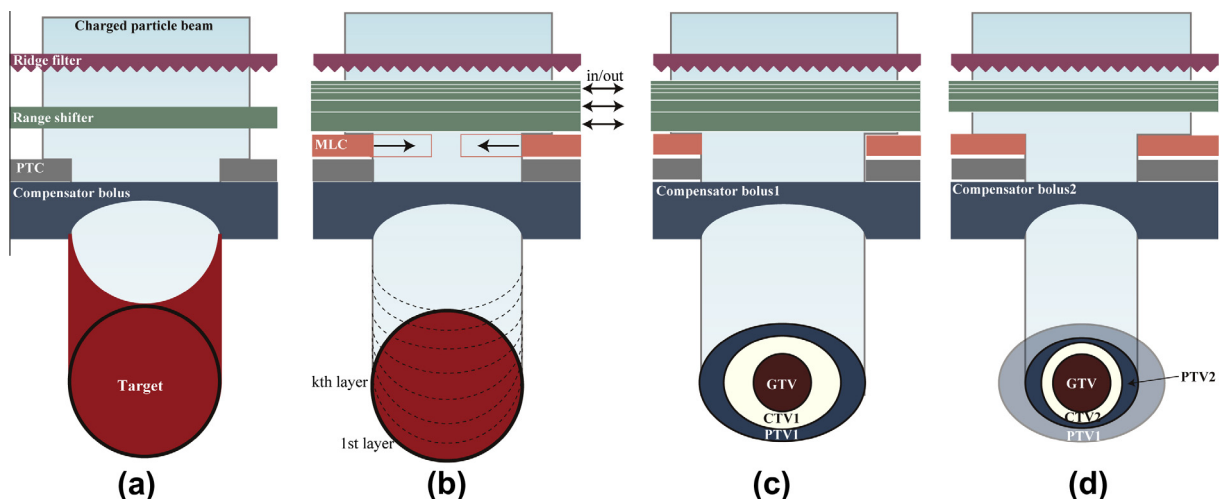 Charged particle beam
Ridge filter
Range shifter
PTC
Compensator bolus
Target
(a)
in/out
MLC
kth layer
1st layer
(b)
Compensator bolus1
GTV
CTV1
PTV1
(c)
Compensator bolus2
GTV
PTV2
CTV2
PTV1
(d)